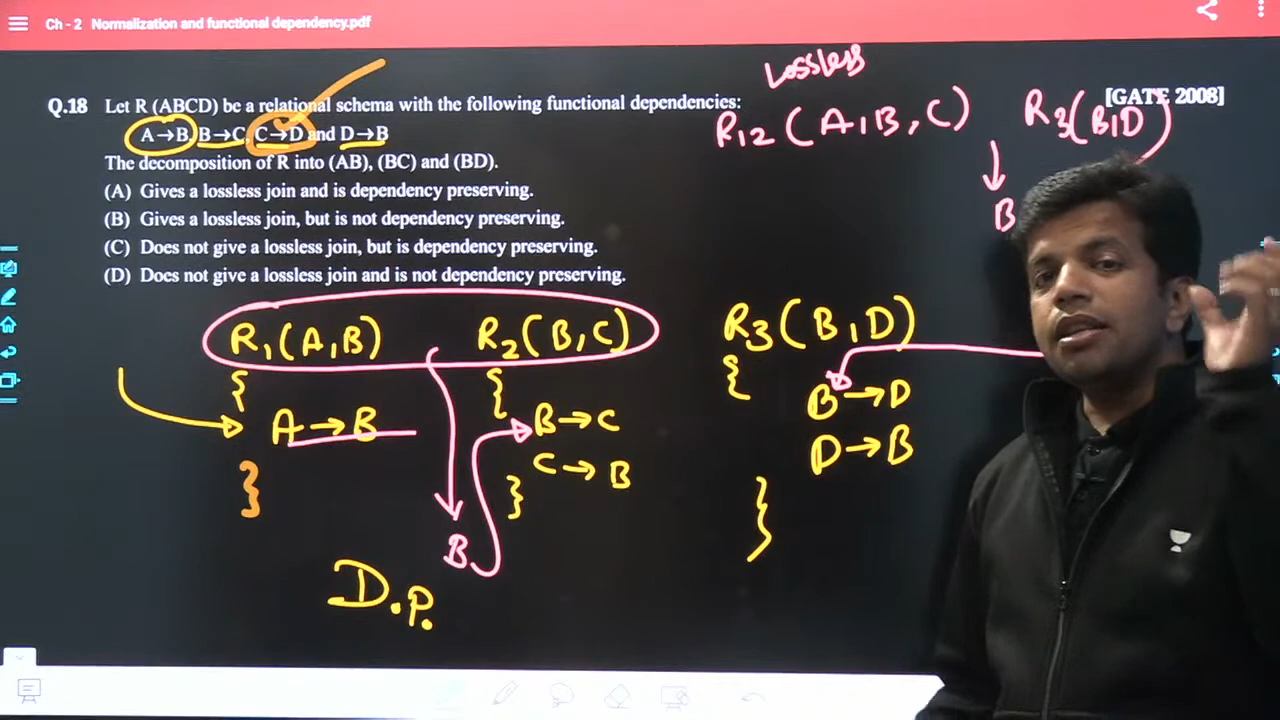 Ch - 2 Normalization and functional dependency.pdf
Lossless
Q.18 Let R (ABCD) be a relational schema with the following functional dependencies: [GATE 2008]
A→B, B→C, C→D and D→B
R12 (A,B,C) R3(B,D)
The decomposition of R into (AB), (BC) and (BD).
(A) Gives a lossless join and is dependency preserving.
(B) Gives a lossless join, but is not dependency preserving.
B
(C) Does not give a lossless join, but is dependency preserving.
(D) Does not give a lossless join and is not dependency preserving.
R1(A,B) R2(B,C) R3(B,D)
{ { {
A→B B→C B→D
C→B D→B
} } }
B
D.P.